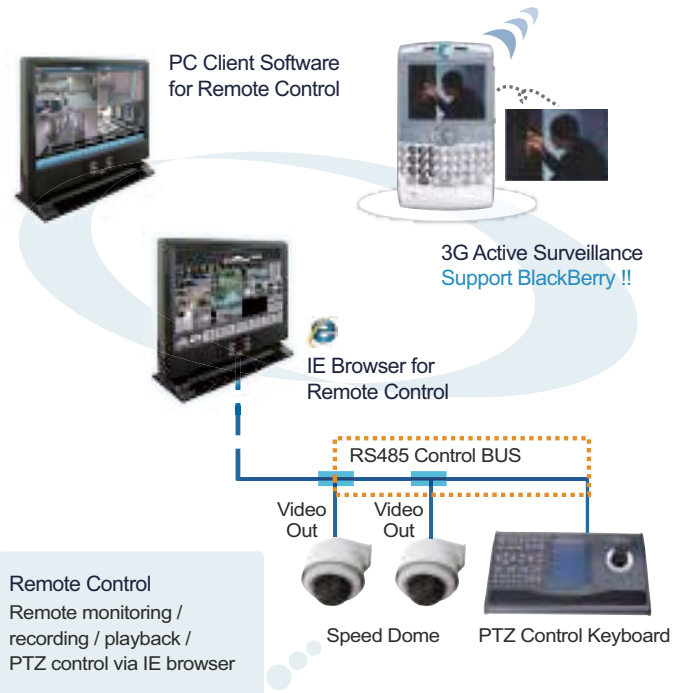 PC Client Software
for Remote Control
3G Active Surveillance
Support BlackBerry !!
IE Browser for
Remote Control
RS485 Control BUS
Video
Out
Video
Out
Speed Dome
PTZ Control Keyboard
Remote Control
Remote monitoring /
recording / playback /
PTZ control via IE browser